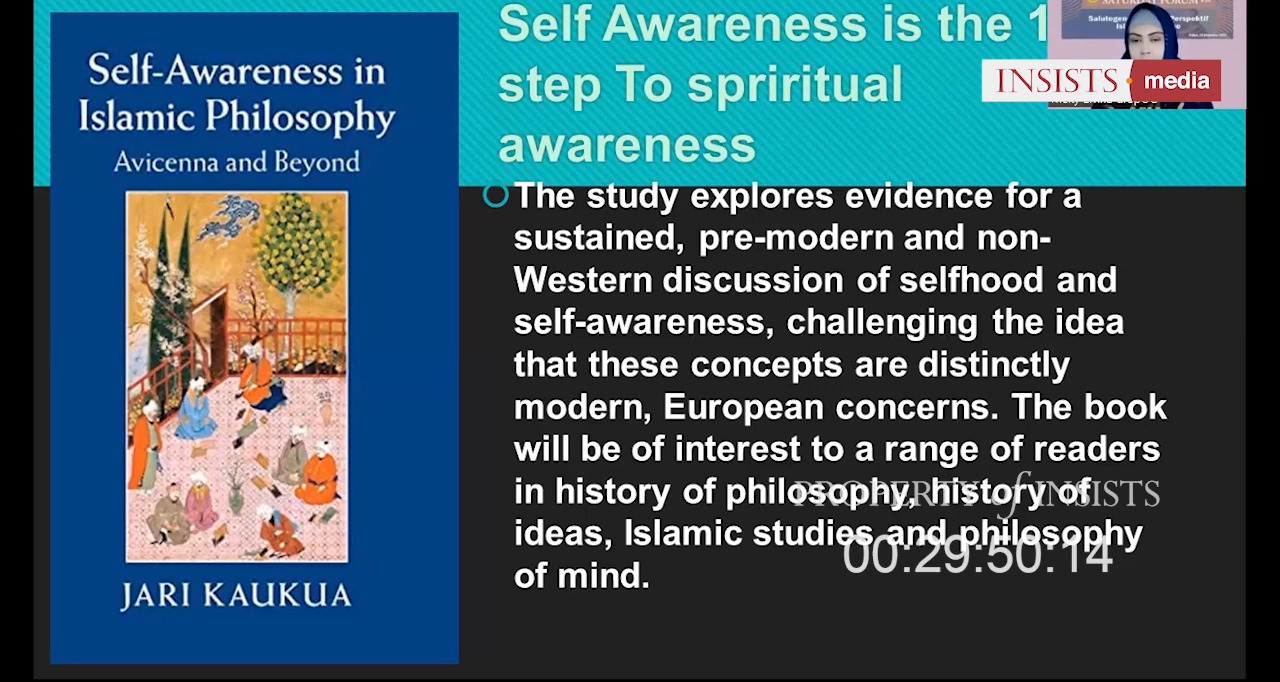 Self-Awareness in
Islamic Philosophy
Avicenna and Beyond
JARI KAUKUA
Self Awareness is the 1
step To spriritual
awareness
The study explores evidence for a
sustained, pre-modern and non-
Western discussion of selfhood and
self-awareness, challenging the idea
that these concepts are distinctly
modern, European concerns. The book
will be of interest to a range of readers
in history of philosophy, history of
ideas, Islamic studies and philosophy
of mind.
SATURDAY FORUM
INSISTS media
PROPERTY of INSISTS
00:29:50:14